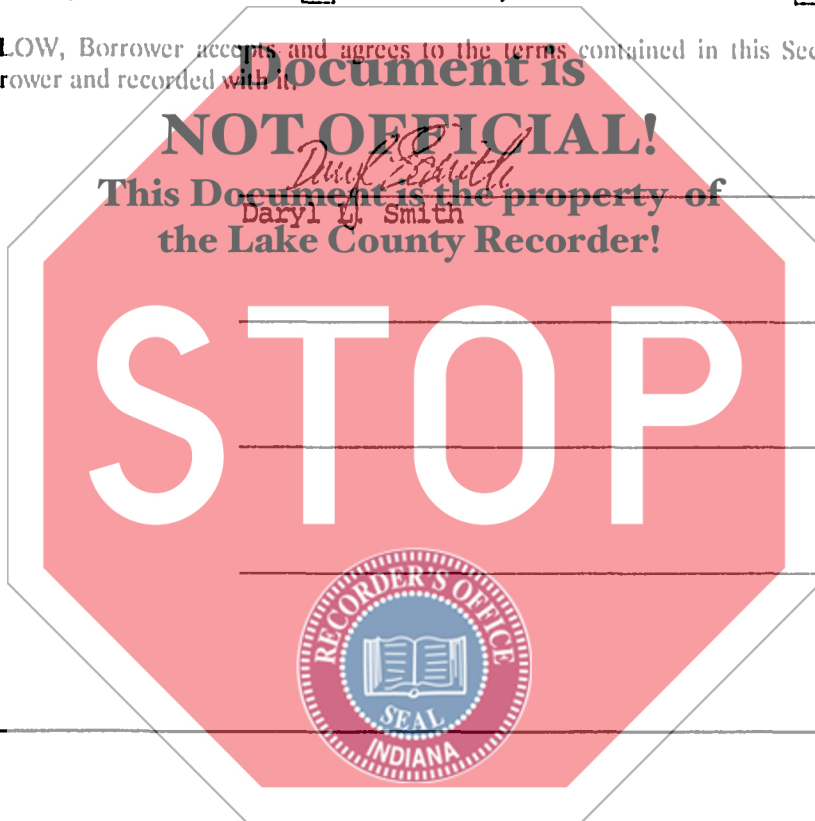 LOW, Borrower accepts and agrees to the terms contained in this Sec
rower and recorded with it.
Document is
NOT OFFICIAL!
This Document is the property of
the Lake County Recorder!
Daryl E. Smith
Daryl Smith
STOP
RECORDER'S OFFICE
SEAL
INDIANA